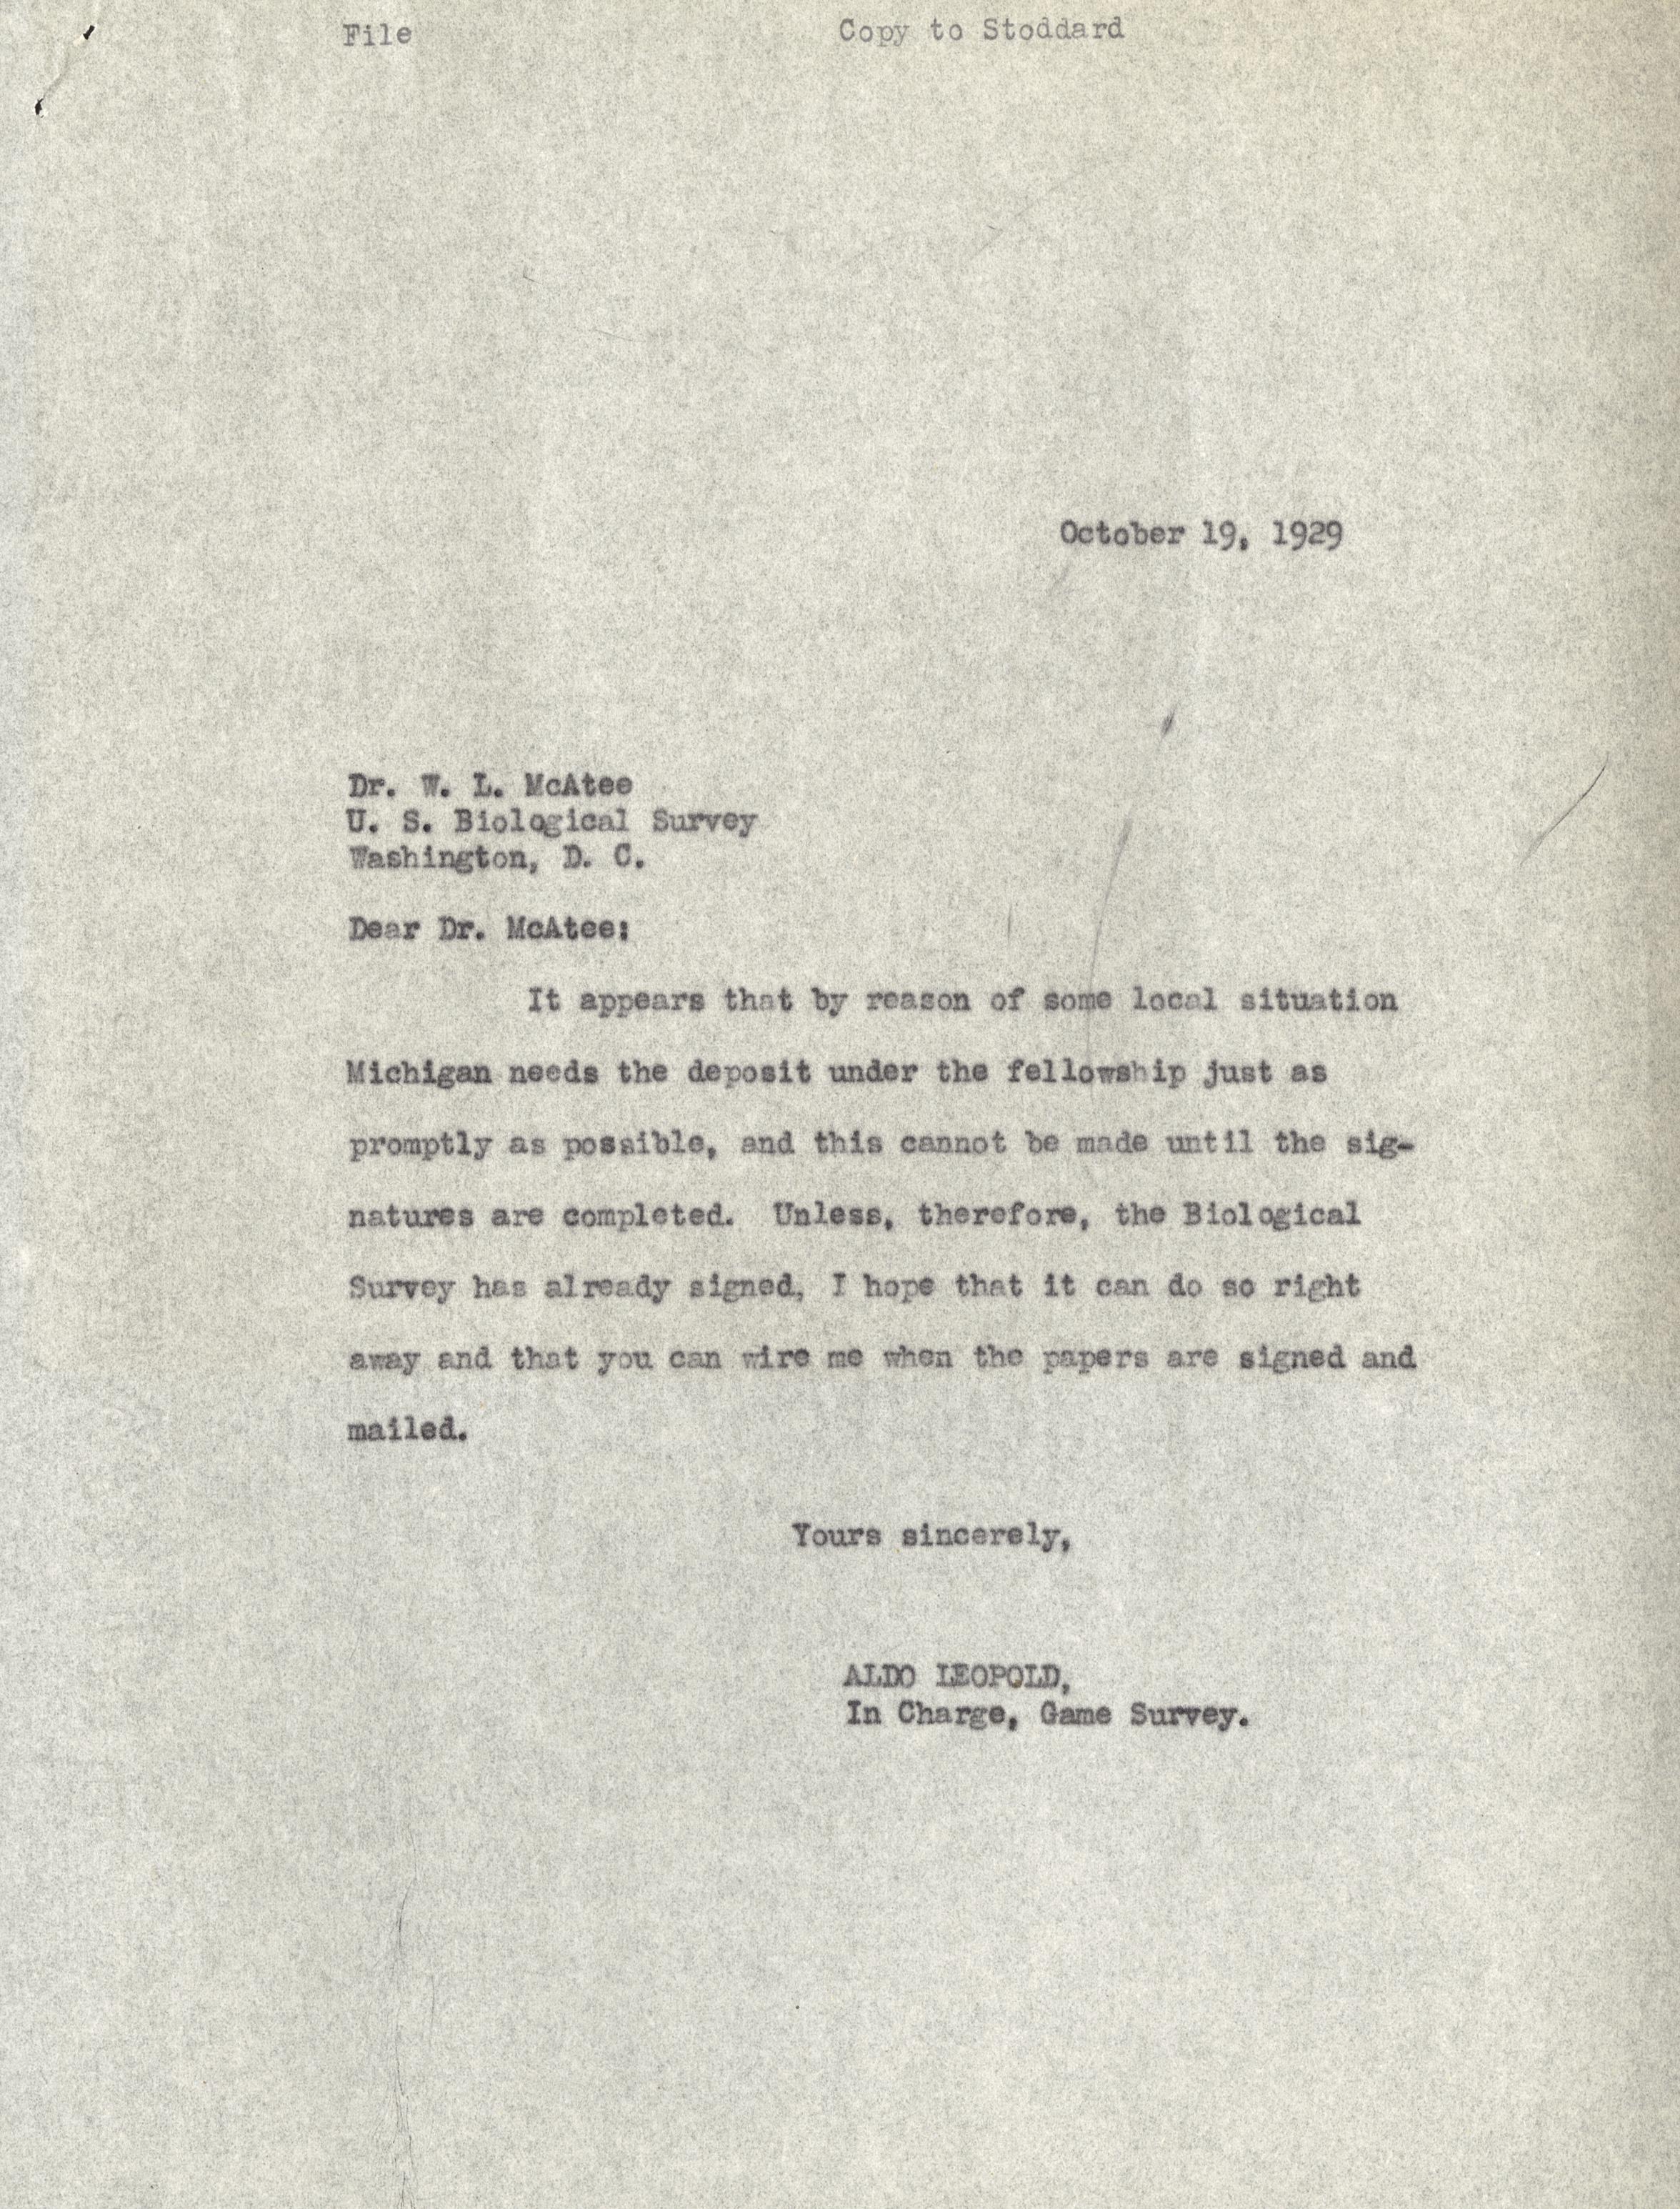 File Copy to Stoddard
October 19, 1929
Dr. W. L. McAtee
U. S. Biological Survey
Washington, D. C.
Dear Dr. McAtee:
It appears that by reason of some local situation
Michigan needs the deposit under the fellowship just as
promptly as possible, and this cannot be made until the sig-
natures are completed. Unless, therefore, the Biological
Survey has already signed, I hope that it can do so right
away and that you can wire me when the papers are signed and
mailed.
Yours sincerely,
ALDO LEOPOLD,
In Charge, Game Survey.